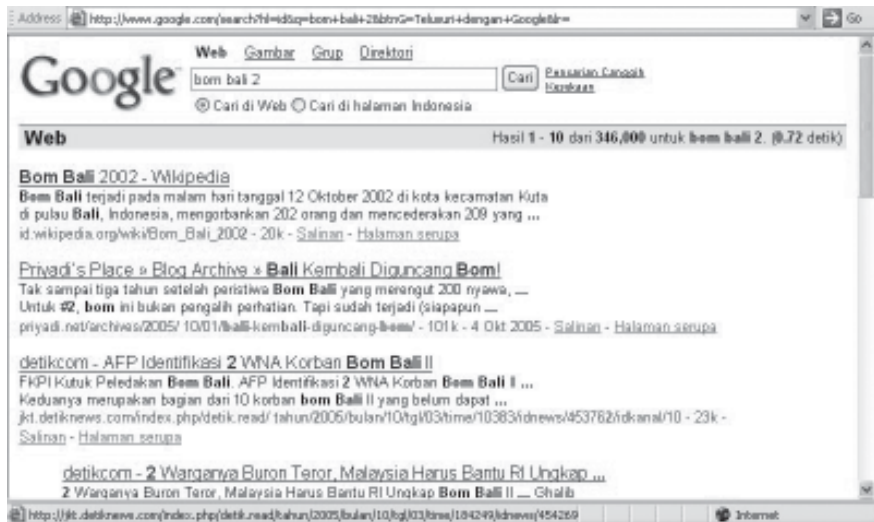 Address http://www.google.com/search?hl=id&q=bom+bali+2&btnG=Telusuri+dengan+Google&lr= Go
Web Gambar Grup Direktori
Google bom bali 2 Cari Pencarian Canggih
Cari di Web Cari di halaman Indonesia
Web Hasil 1 - 10 dari 346,000 untuk bom bali 2. (0.72 detik)
Bom Bali 2002 - Wikipedia
Bom Bali terjadi pada malam hari tanggal 12 Oktober 2002 di kota kecamatan Kuta
di pulau Bali, Indonesia, mengorbankan 202 orang dan mencederakan 209 yang ...
id.wikipedia.org/wiki/Bom_Bali_2002 - 20k - Salinan - Halaman serupa
Priyadi's Place » Blog Archive » Bali Kembali Diguncang Bom!
Tak sampai tiga tahun setelah peristiwa Bom Bali yang merengut 200 nyawa, ...
Untuk #2, bom ini bukan pengalih perhatian. Tapi sudah terjadi (siapapun ...
priyadi.net/archives/2005/10/01/bali-kembali-diguncang-bom/ - 101k - 4 Okt 2005 - Salinan - Halaman serupa
detikcom - AFP Identifikasi 2 WNA Korban Bom Bali II
FKPI Kutuk Peledakan Bom Bali. AFP Identifikasi 2 WNA Korban Bom Bali I ...
Keduanya merupakan bagian dari 10 korban bom Bali II yang belum dapat ...
jkt.detiknews.com/index.php/detik.read/tahun/2005/bulan/10/tgl/03/time/10383/idnews/453762/idkanal/10 - 23k -
Salinan - Halaman serupa
detikcom - 2 Warganya Buron Teror, Malaysia Harus Bantu RI Ungkap ...
2 Warganya Buron Teror, Malaysia Harus Bantu RI Ungkap Bom Bali II ... Ghalib
http://jkt.detiknews.com/index.php/detik.read/tahun/2005/bulan/10/tgl/03/time/184249/idnews/454269 Internet